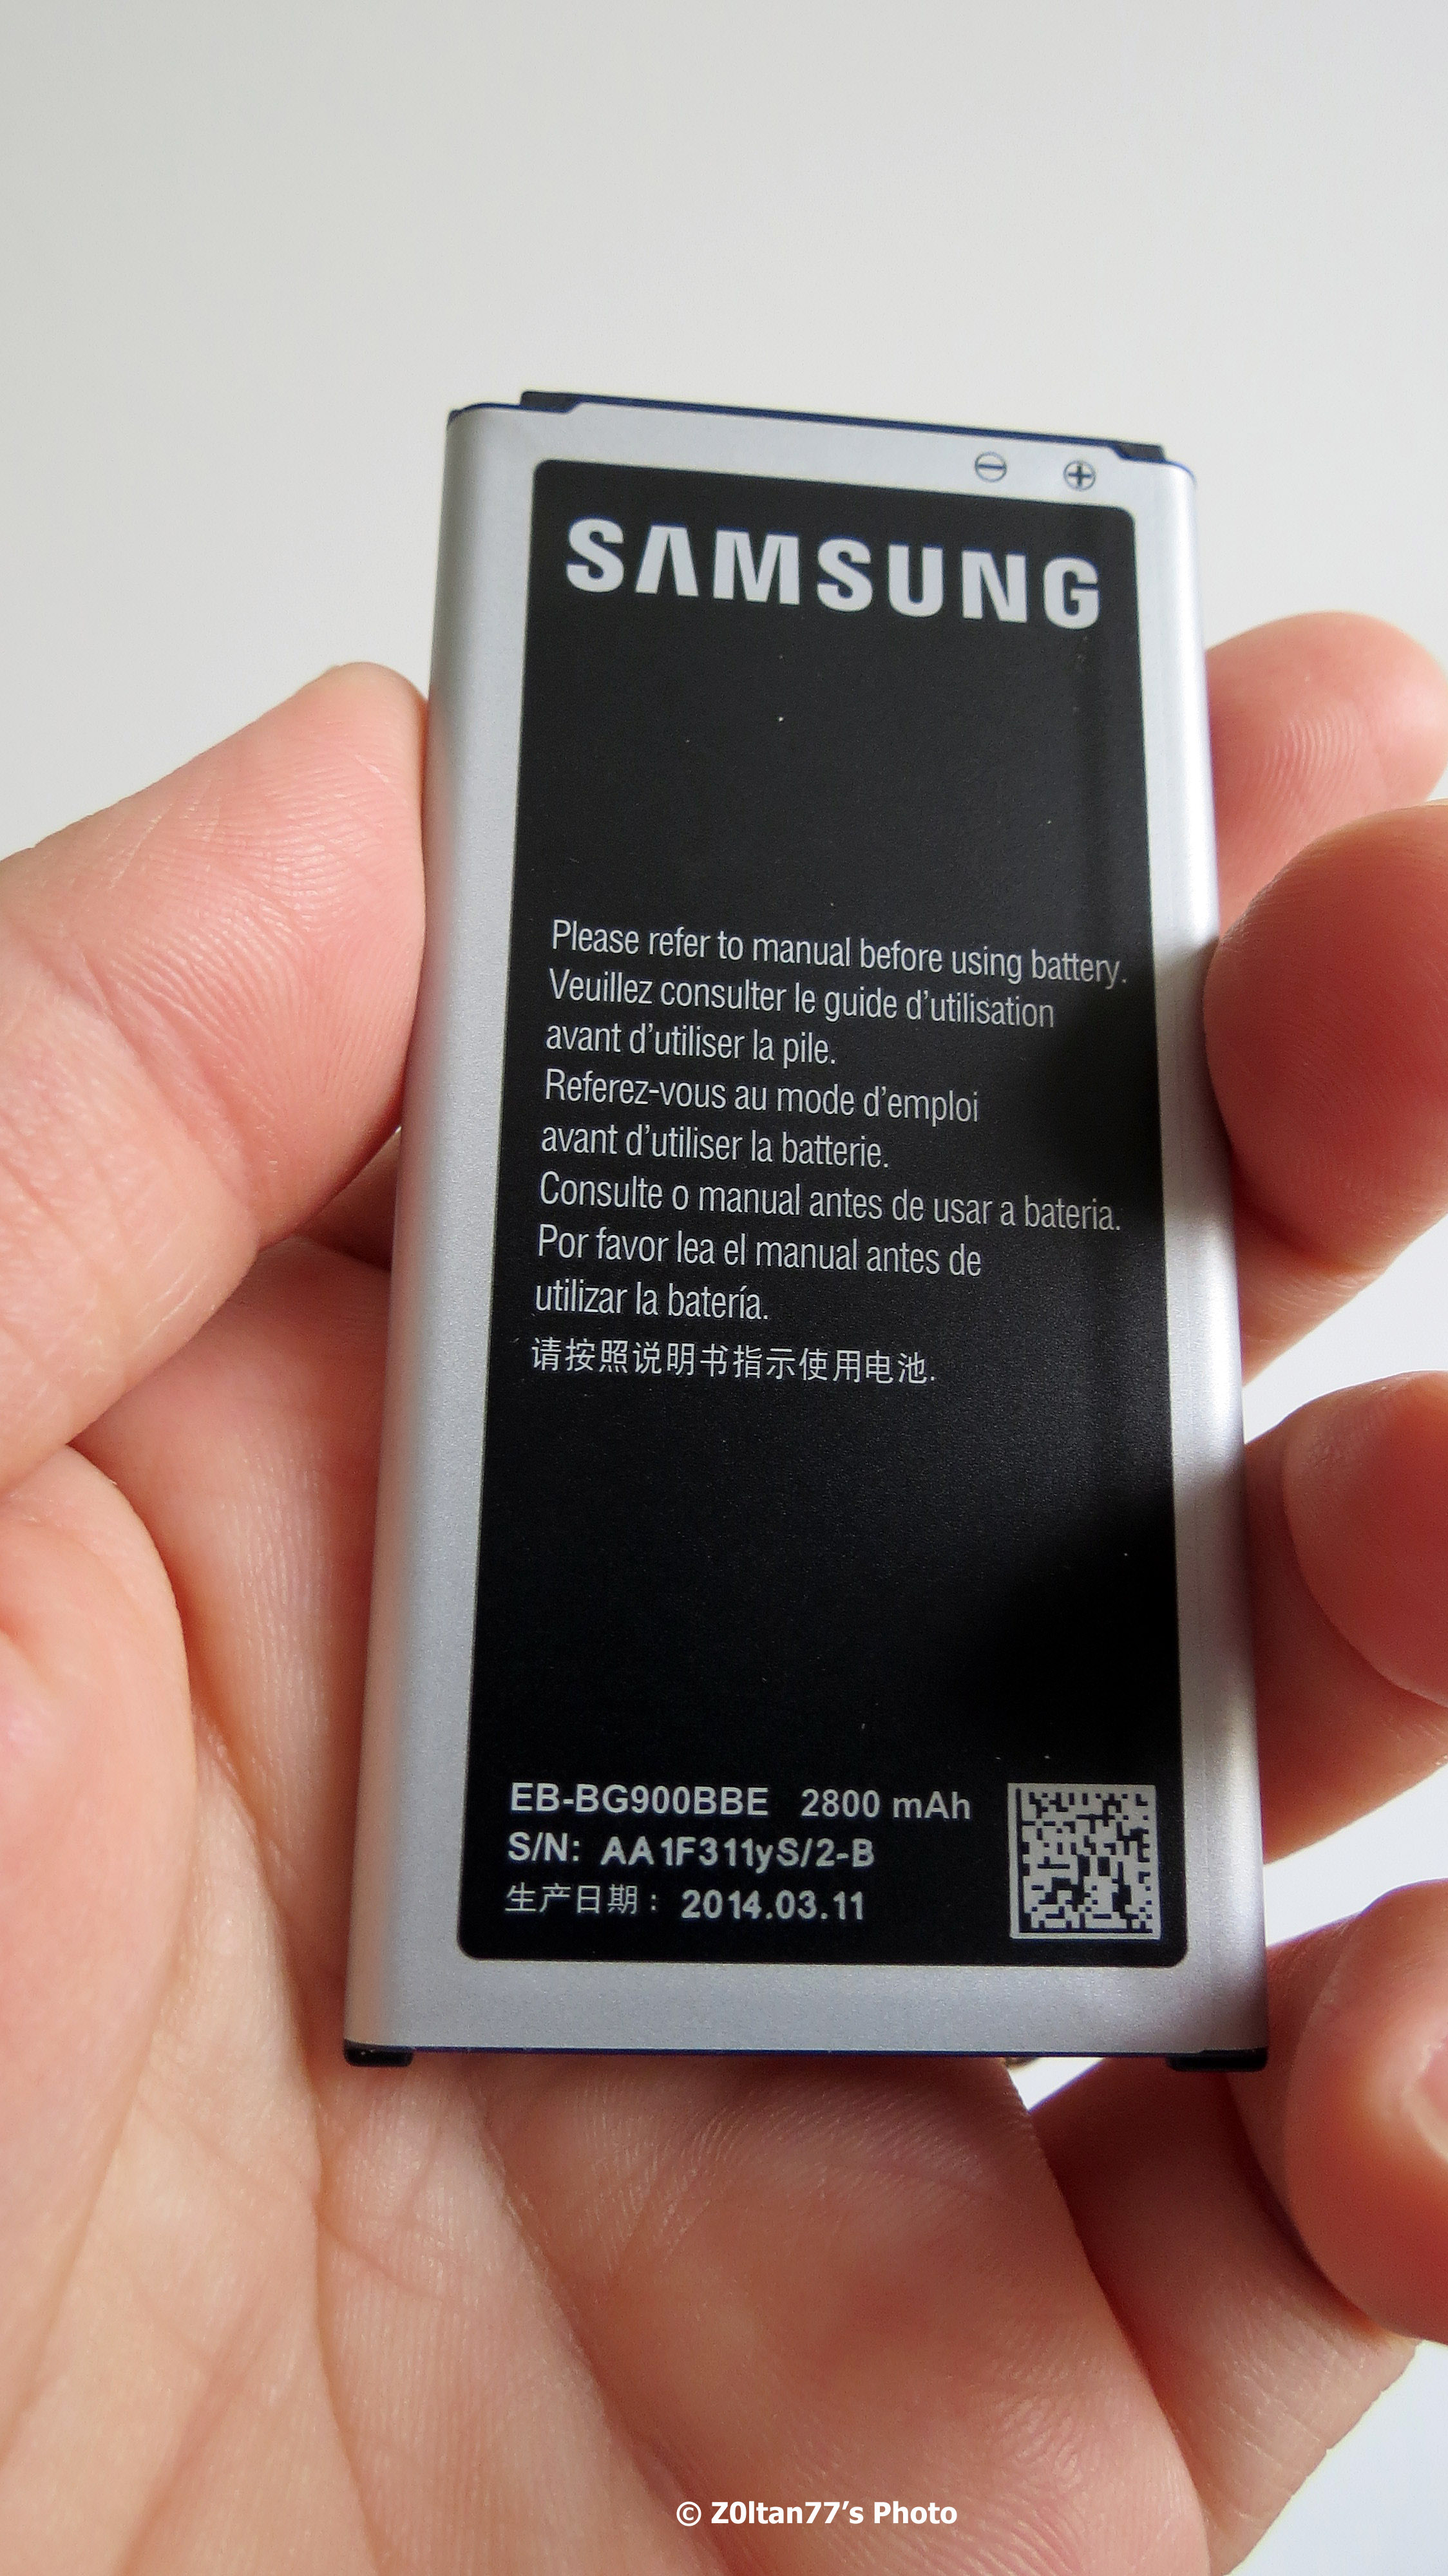 ⊖ ⊕
SAMSUNG
Please refer to manual before using battery.
Veuillez consulter le guide d'utilisation
avant d'utiliser la pile.
Referez-vous au mode d'emploi
avant d'utiliser la batterie.
Consulte o manual antes de usar a bateria.
Por favor lea el manual antes de
utilizar la batería.
请按照说明书指示使用电池.
EB-BG900BBE 2800 mAh
S/N: AA1F311yS/2-B
生产日期: 2014.03.11
© Z0ltan77's Photo